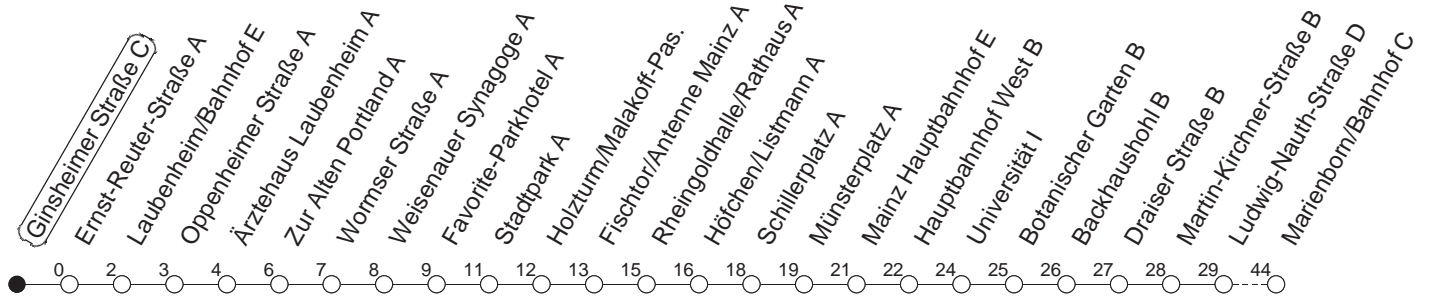 Ginsheimer Straße C
Ernst-Reuter-Straße A
Laubenheim/Bahnhof E
Oppenheimer Straße A
Ärztehaus Laubenheim A
Zur Alten Portland A
Wormser Straße A
Weisenauer Synagoge A
Favorite-Parkhotel A
Stadtpark A
Holzturm/Malakoff-Pas.
Fischtor/Antenne Mainz A
Rheingoldhalle/Rathaus A
Höfchen/Listmann A
Schillerplatz A
Münsterplatz A
Mainz Hauptbahnhof E
Hauptbahnhof West B
Universität I
Botanischer Garten B
Backhaushohl B
Draiser Straße B
Martin-Kirchner-Straße B
Ludwig-Nauth-Straße D
Marienborn/Bahnhof C
0 2 3 4 6 7 8 9 11 12 13 15 16 18 19 21 22 24 25 26 27 28 29 44